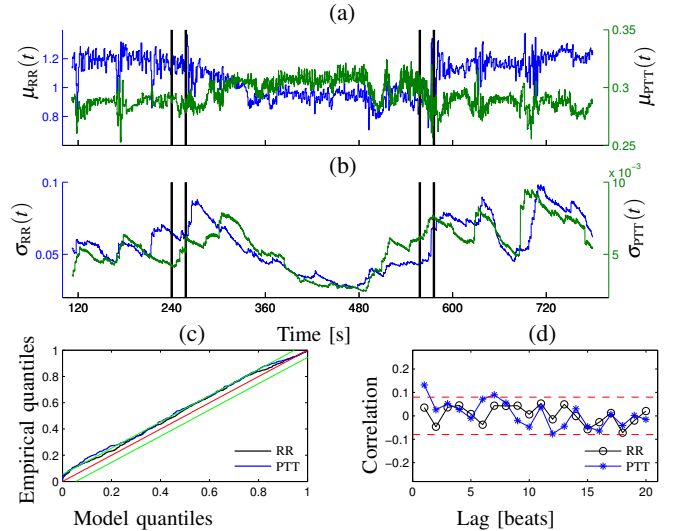 (a)
μRR(t)
1.2
1
0.8
0.35
0.3
0.25
μPTT(t)
(b)
σRR(t)
0.1
0.05
10
x 10⁻³
5
σPTT(t)
120 240 360 480 600 720
Time [s]
(c)
Empirical quantiles
1
0.8
0.6
0.4
0.2
0
0 0.2 0.4 0.6 0.8 1
RR
PTT
Model quantiles
(d)
Correlation
0.2
0.1
0
-0.1
-0.2
0 5 10 15 20
RR
PTT
Lag [beats]